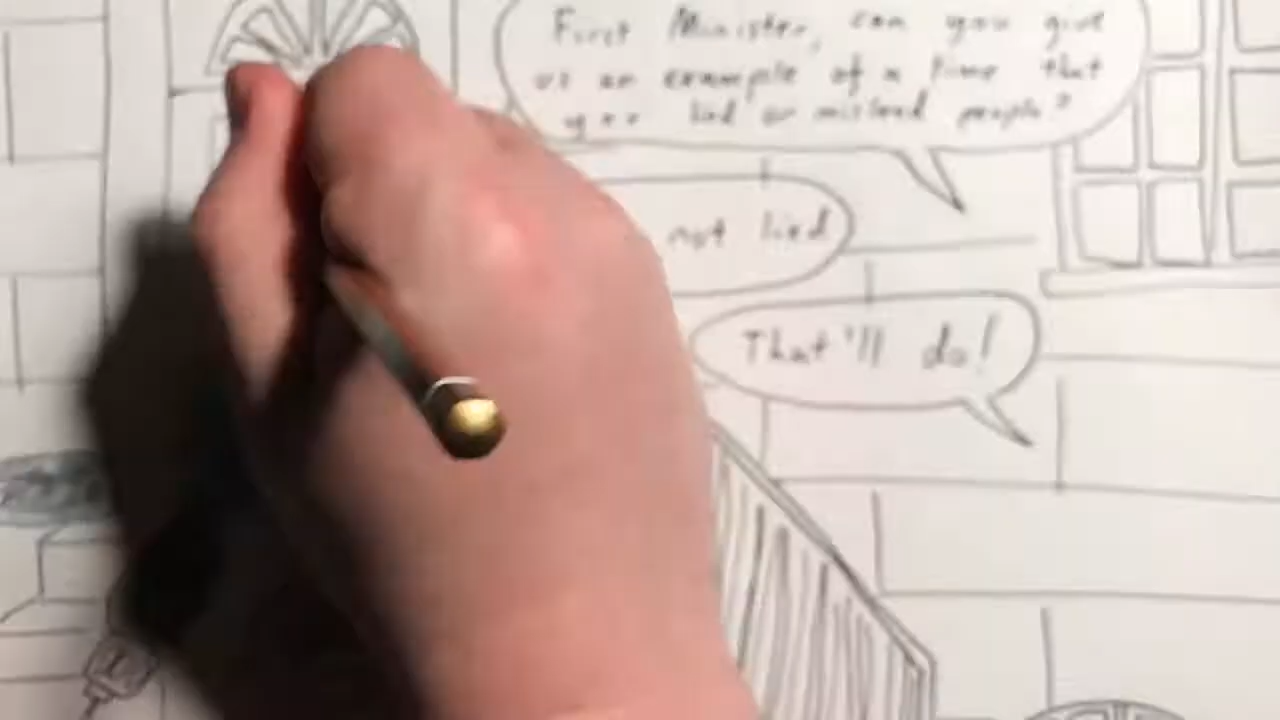 First Minister, can you give
us an example of a time that
you lied or mislead people?
not lied
That'll do!